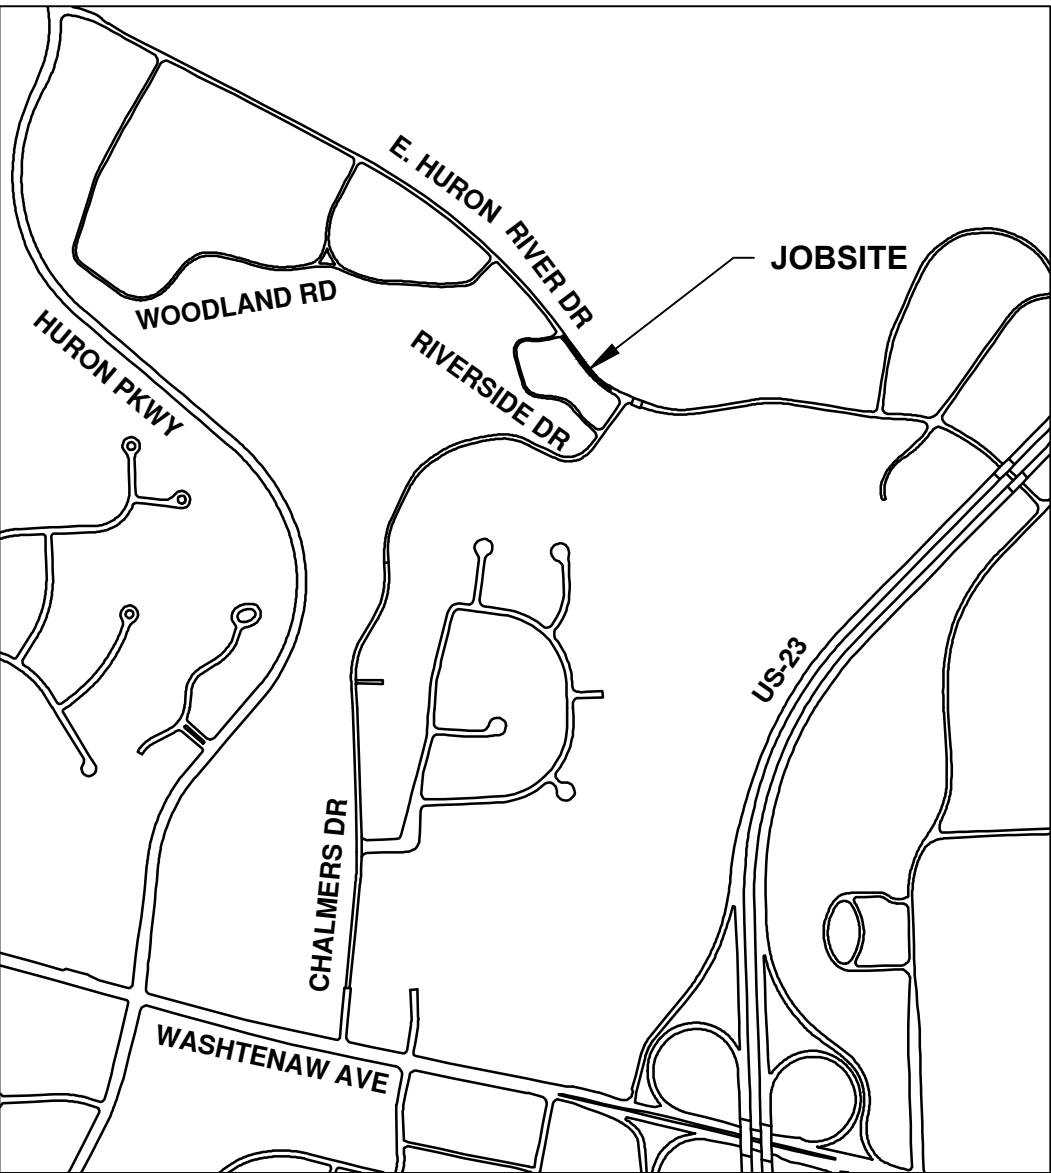 E. HURON RIVER DR
JOBSITE
WOODLAND RD
HURON PKWY
RIVERSIDE DR
US-23
CHALMERS DR
WASHTENAW AVE